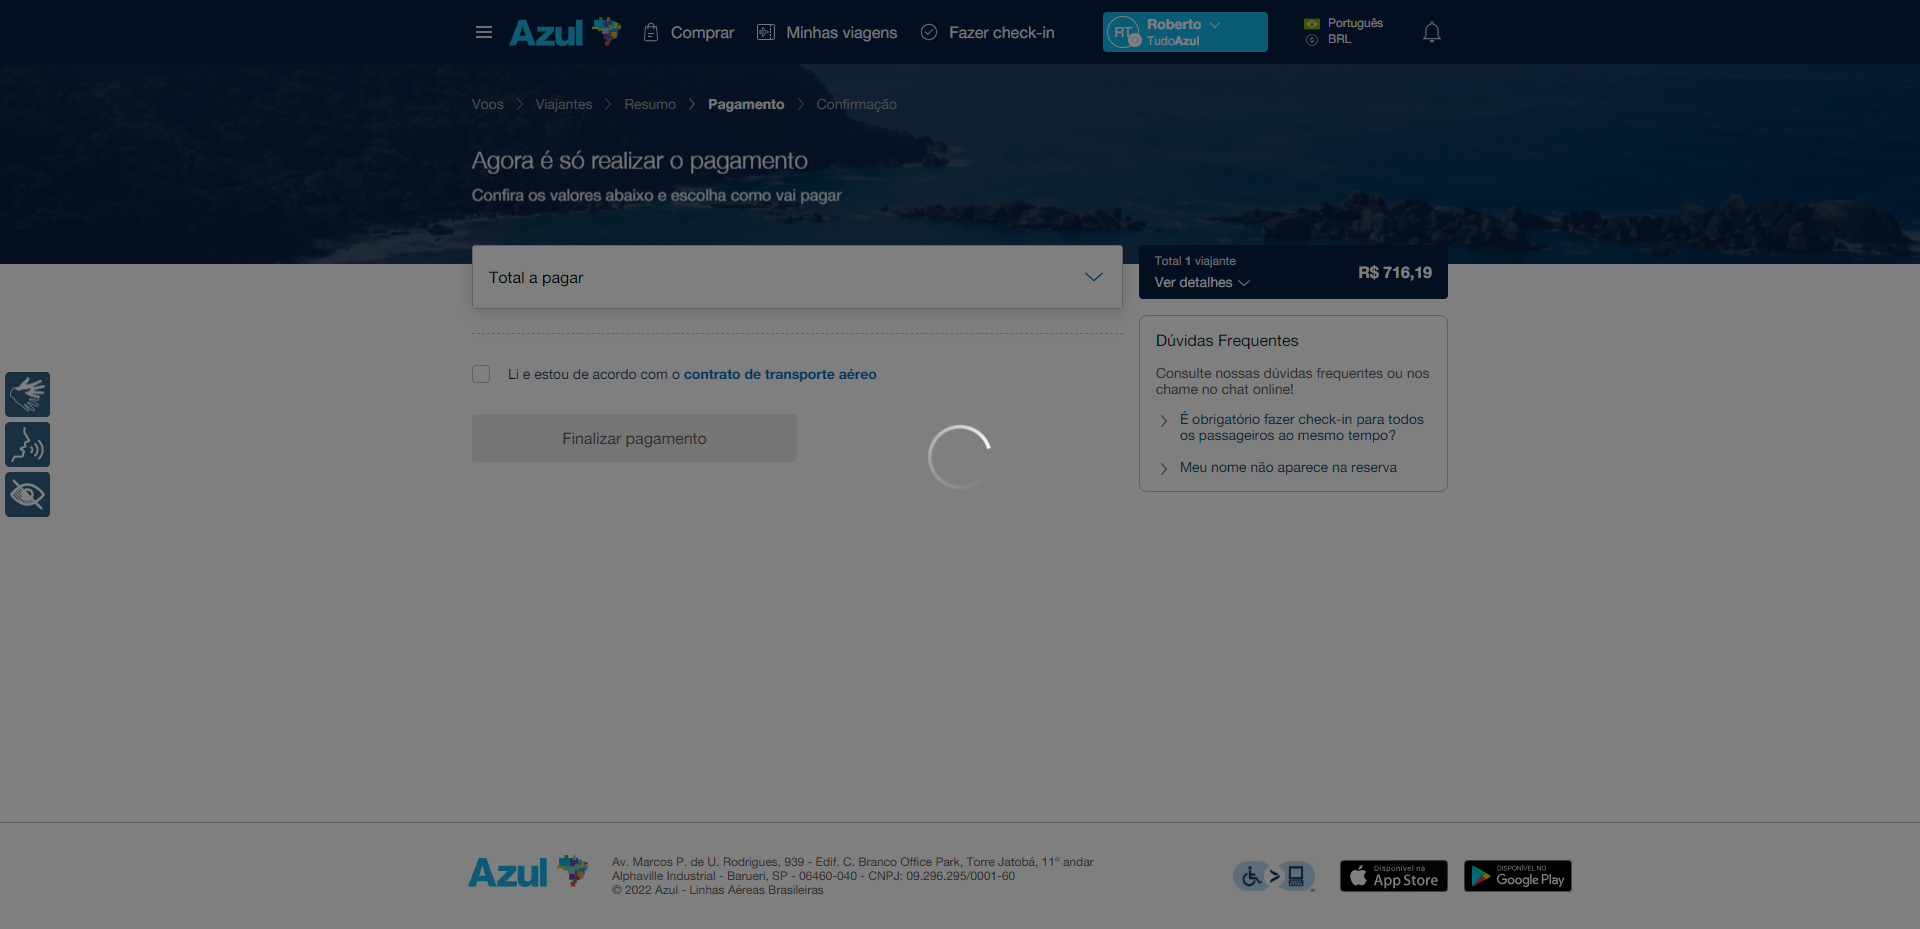 Azul
Comprar
Minhas viagens
Fazer check-in
RT
Roberto
TudoAzul
Português
BRL
Voos
Viajantes
Resumo
Pagamento
Confirmação
Agora é só realizar o pagamento
Confira os valores abaixo e escolha como vai pagar
Total a pagar
Total 1 viajante
Ver detalhes
R$ 716,19
Li e estou de acordo com o contrato de transporte aéreo
Finalizar pagamento
Dúvidas Frequentes
Consulte nossas dúvidas frequentes ou nos
chame no chat online!
É obrigatório fazer check-in para todos
os passageiros ao mesmo tempo?
Meu nome não aparece na reserva
Azul
Av. Marcos P. de U. Rodrigues, 939 - Edif. C. Branco Office Park, Torre Jatobá, 11º andar
Alphaville Industrial - Barueri, SP - 06460-040 - CNPJ: 09.296.295/0001-60
© 2022 Azul - Linhas Aéreas Brasileiras
Disponível na
App Store
DISPONÍVEL NO
Google Play